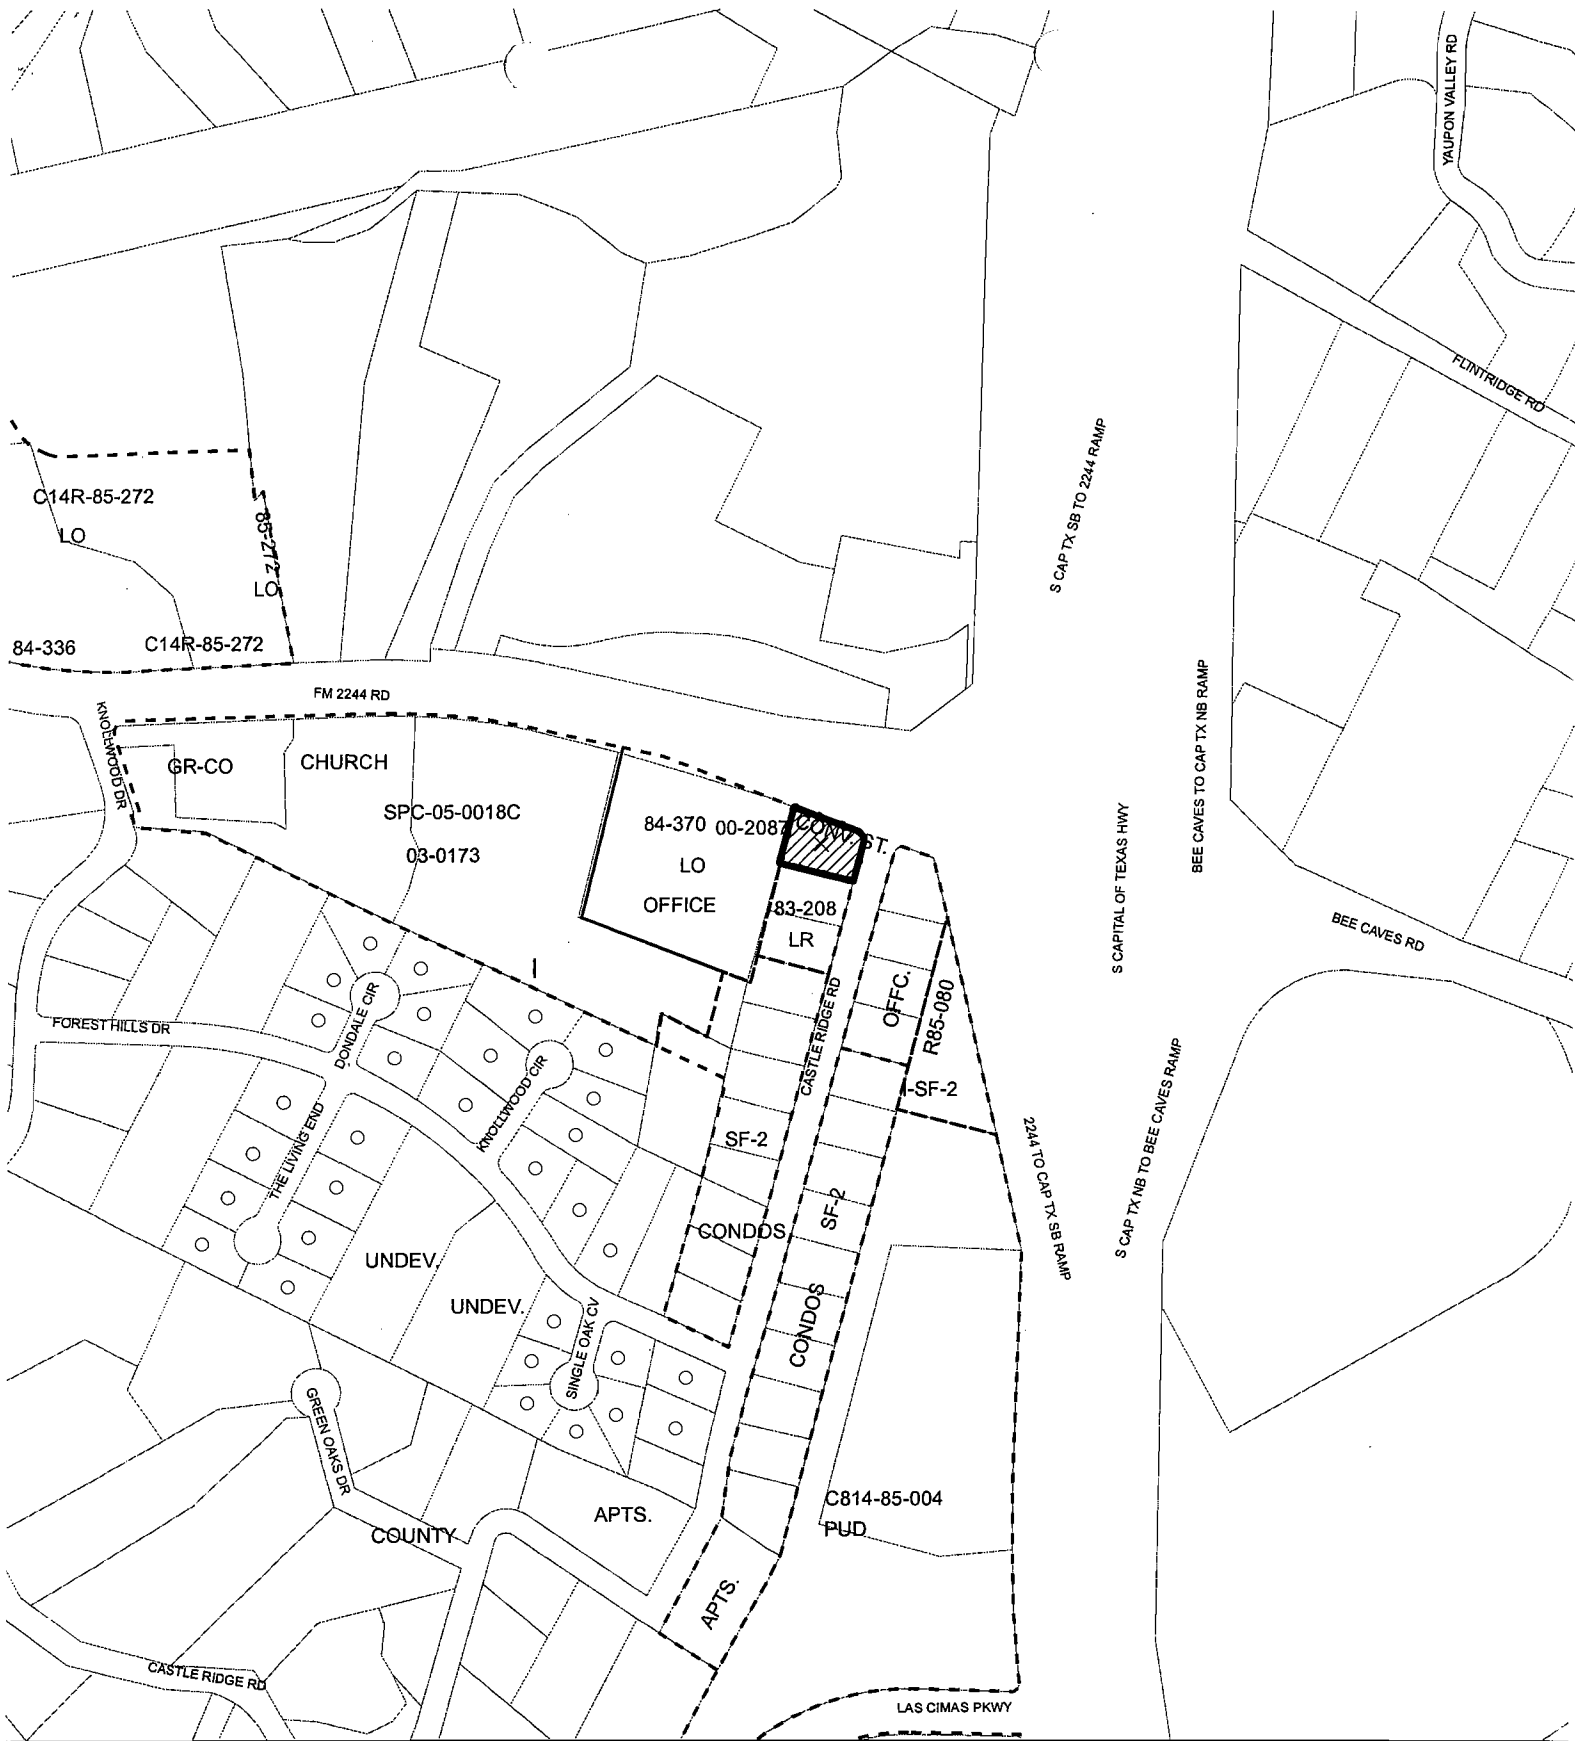 YAUPON VALLEY RD
FLINTRIDGE RD
S CAP TX SB TO 2244 RAMP
C14R-85-272
LO
85-272
LO
84-336
C14R-85-272
FM 2244 RD
KNOLLWOOD DR
GR-CO
CHURCH
SPC-05-0018C
03-0173
84-370
00-2087
CONV. ST.
LO
OFFICE
83-208
LR
BEE CAVES TO CAP TX NB RAMP
S CAPITAL OF TEXAS HWY
BEE CAVES RD
OFFC.
R85-080
I-SF-2
CASTLE RIDGE RD
FOREST HILLS DR
DONDALE CIR
KNOLLWOOD CIR
THE LIVING END
SF-2
SF-2
CONDOS
CONDOS
2244 TO CAP TX SB RAMP
S CAP TX NB TO BEE CAVES RAMP
UNDEV.
UNDEV.
SINGLE OAK CV
GREEN OAKS DR
COUNTY
APTS.
C814-85-004
PUD
APTS.
CASTLE RIDGE RD
LAS CIMAS PKWY